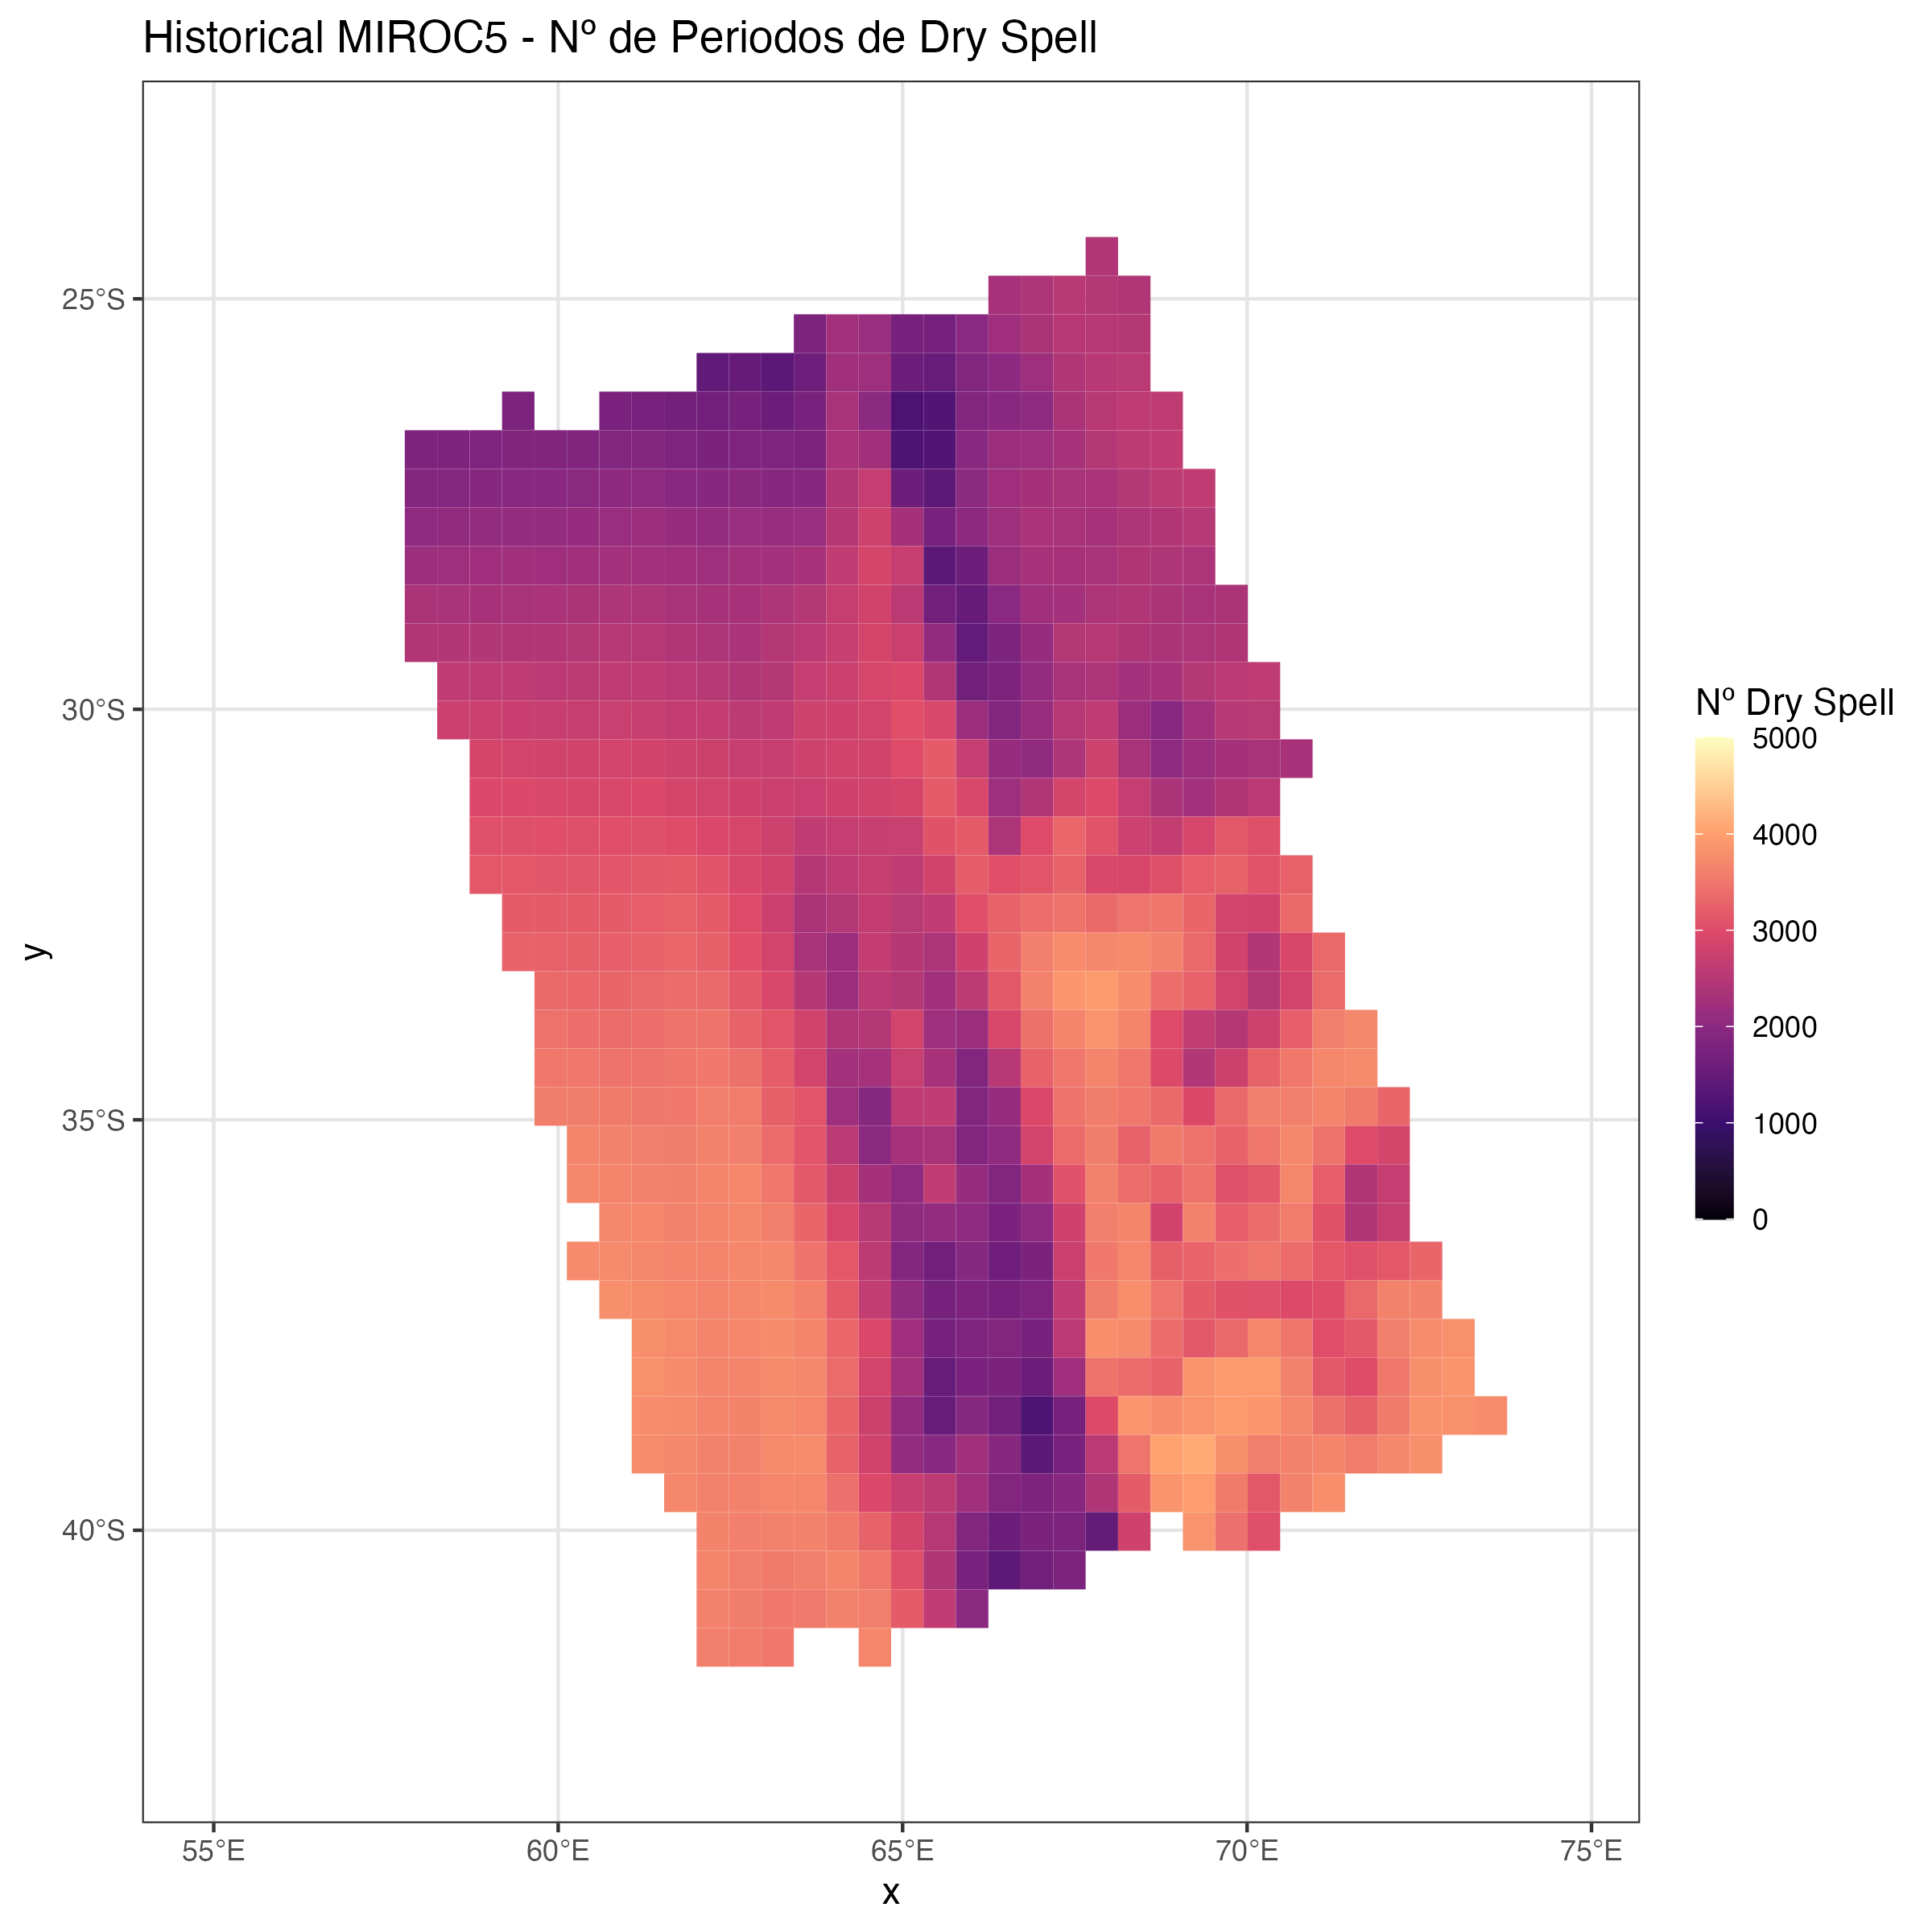 Historical MIROC5 - Nº de Periodos de Dry Spell
25°S
30°S
35°S
40°S
y
55°E
60°E
65°E
70°E
75°E
x
Nº Dry Spell
5000
4000
3000
2000
1000
0